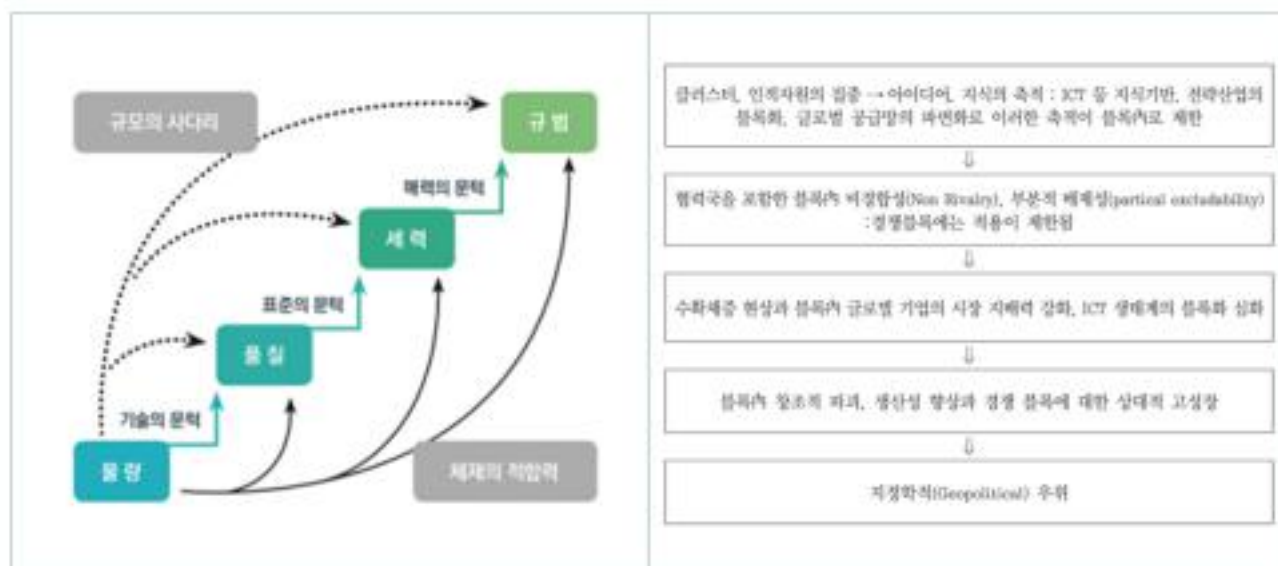 규모의 사다리
규 범
매력의 문턱
세 력
표준의 문턱
물 질
기술의 문턱
물 량
체제의 적합력
클러스터, 인적자원의 집중 → 아이디어, 지식의 축적 : ICT 등 지식기반, 전략산업의
블록화, 글로벌 공급망의 파편화로 이러한 축적이 블록內로 제한
⇩
협력국을 포함한 블록內 비경합성(Non Rivalry), 부분적 배제성(partical excludability)
:경쟁블록에는 적용이 제한됨
⇩
수확체증 현상과 블록內 글로벌 기업의 시장 지배력 강화, ICT 생태계의 블록화 심화
⇩
블록內 창조적 파괴, 생산성 향상과 경쟁 블록에 대한 상대적 고성장
⇩
지정학적(Geopolitical) 우위